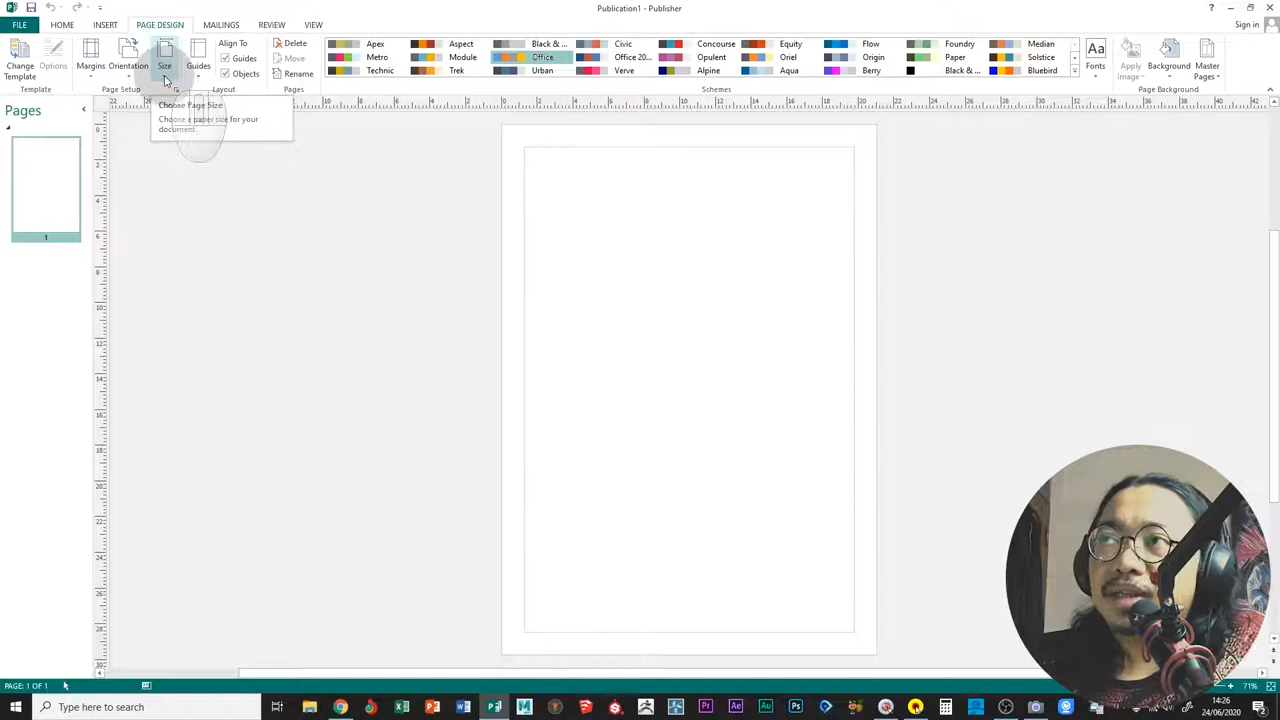 Publication1 - Publisher
Sign in
FILE HOME INSERT PAGE DESIGN MAILINGS REVIEW VIEW
Change Template
Options
Margins
Orientation
Size
Guides
Align To
Guides
Objects
Delete
Move
Rename
Apex Aspect Black & ... Civic Concourse Equity Flow Foundry Median
Metro Module Office Office 20... Opulent Oriel Origin Paper Solstice
Technic Trek Urban Verve Alpine Aqua Berry Black & ... Bluebird
Fonts
Apply Image
Background
Master Pages
Template Page Setup Layout Pages Schemes Page Background
Choose Page Size
Choose a paper size for your
document.
Pages
1
PAGE: 1 OF 1
71%
Type here to search
14:26
24/06/2020